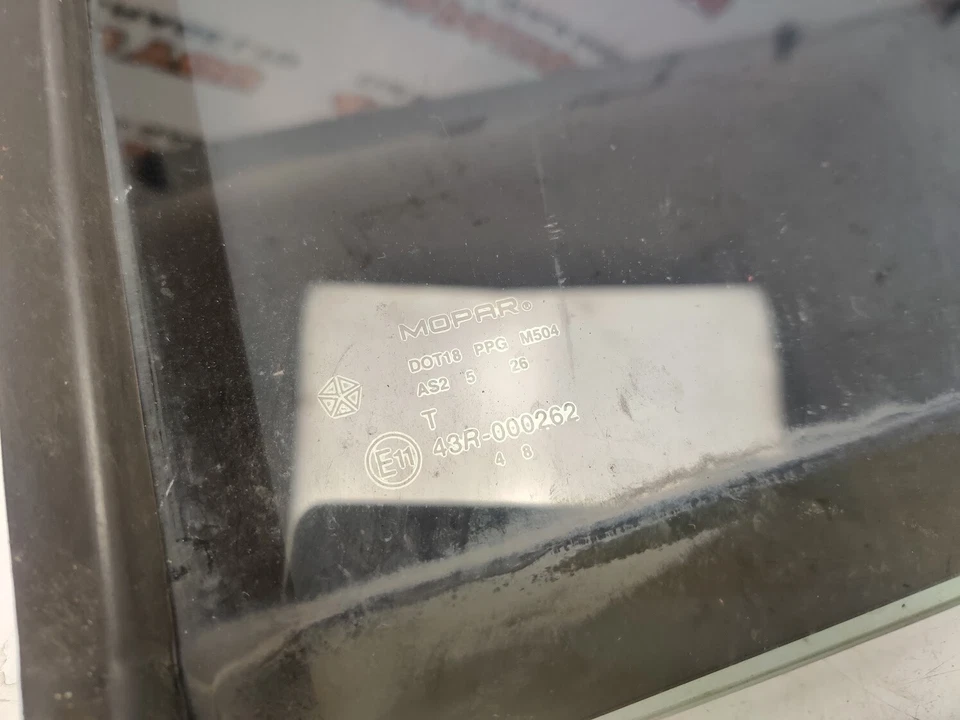 MOPAR®
DOT18 PPG M504
AS2 5 26
T
E11 43R-000262
4 8